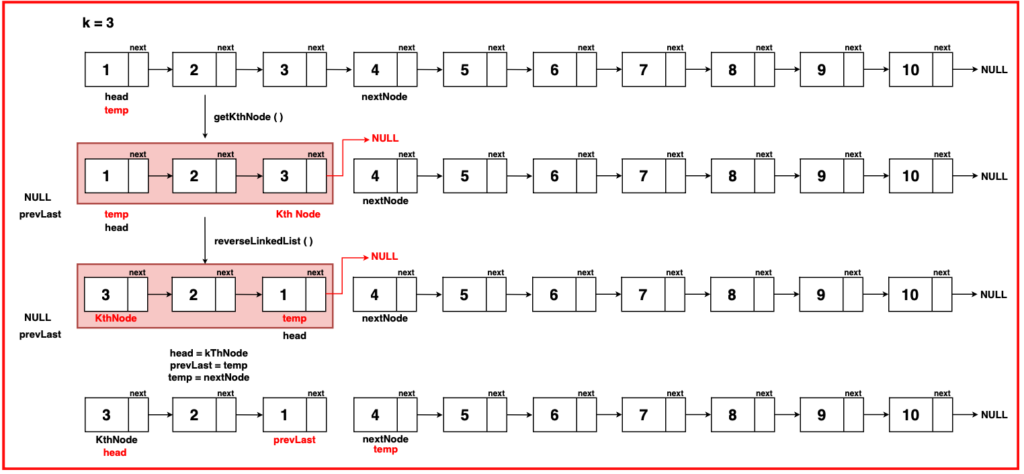 k = 3
next next next next next next next next next next
1 2 3 4 5 6 7 8 9 10 NULL
head nextNode
temp
getKthNode ( )
NULL
next next next next next next next next next next
1 2 3 4 5 6 7 8 9 10 NULL
NULL nextNode
prevLast temp Kth Node
head
reverseLinkedList ( )
NULL
next next next next next next next next next next
3 2 1 4 5 6 7 8 9 10 NULL
NULL KthNode temp nextNode
prevLast head
head = kThNode
prevLast = temp
temp = nextNode
next next next next next next next next next next
3 2 1 4 5 6 7 8 9 10 NULL
KthNode prevLast nextNode
head temp